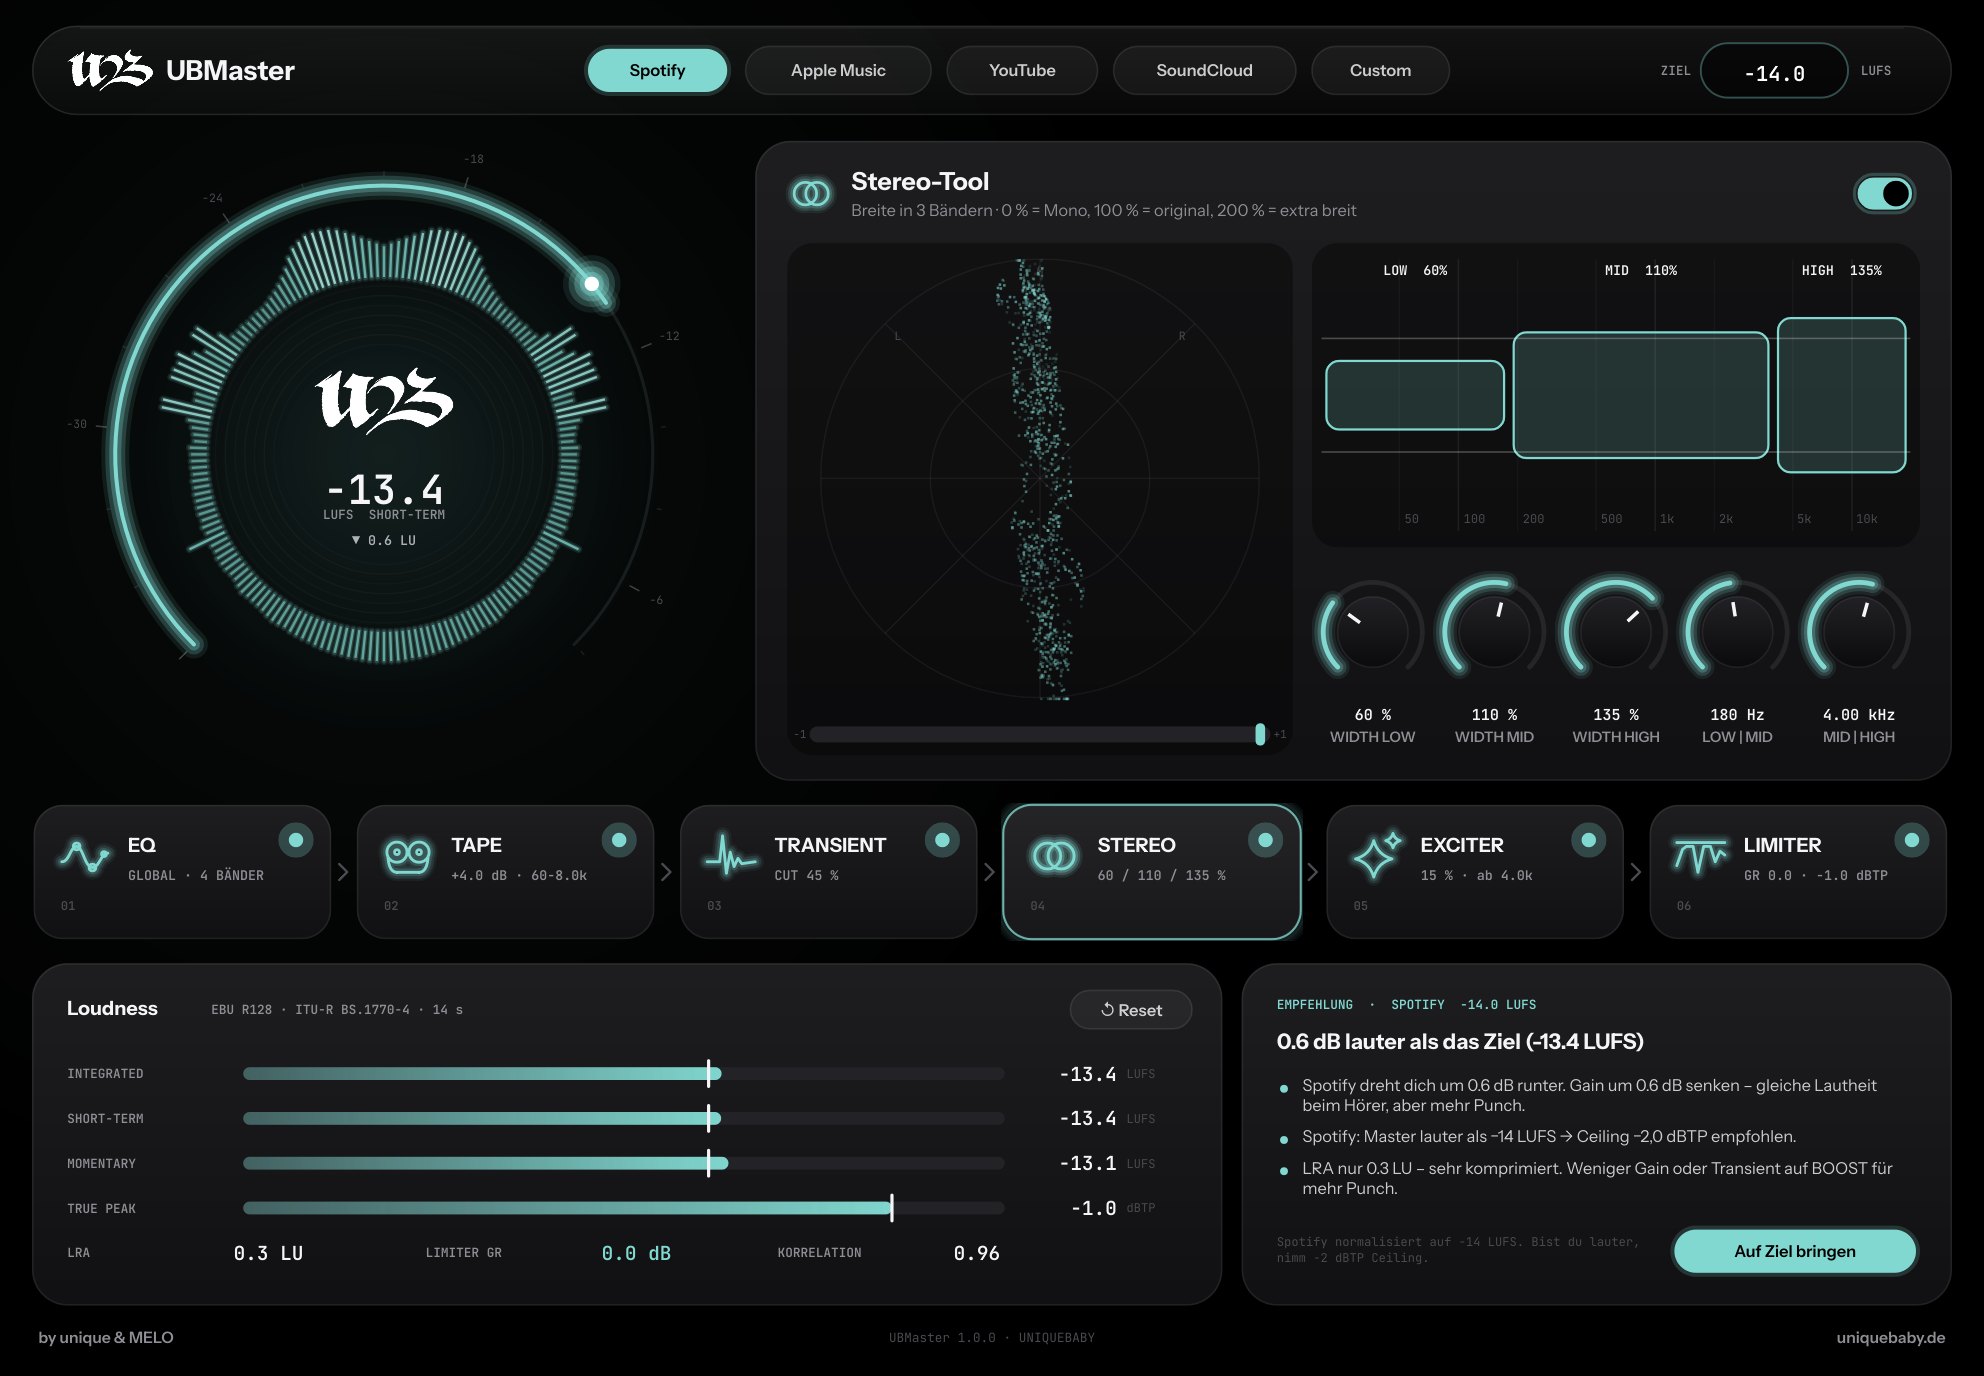 UB UBMaster
Spotify
Apple Music
YouTube
SoundCloud
Custom
ZIEL -14.0 LUFS
-30
-24
-18
-12
-6
UB
-13.4
LUFS SHORT-TERM
▼ 0.6 LU
Stereo-Tool
Breite in 3 Bändern · 0 % = Mono, 100 % = original, 200 % = extra breit
L
R
-1
+1
LOW 60%
MID 110%
HIGH 135%
50
100
200
500
1k
2k
5k
10k
60 %
WIDTH LOW
110 %
WIDTH MID
135 %
WIDTH HIGH
180 Hz
LOW | MID
4.00 kHz
MID | HIGH
EQ
GLOBAL · 4 BÄNDER
01
TAPE
+4.0 dB · 60-8.0k
02
TRANSIENT
CUT 45 %
03
STEREO
60 / 110 / 135 %
04
EXCITER
15 % · ab 4.0k
05
LIMITER
GR 0.0 · -1.0 dBTP
06
Loudness
EBU R128 · ITU-R BS.1770-4 · 14 s
Reset
INTEGRATED -13.4 LUFS
SHORT-TERM -13.4 LUFS
MOMENTARY -13.1 LUFS
TRUE PEAK -1.0 dBTP
LRA 0.3 LU
LIMITER GR 0.0 dB
KORRELATION 0.96
EMPFEHLUNG · SPOTIFY -14.0 LUFS
0.6 dB lauter als das Ziel (-13.4 LUFS)
Spotify dreht dich um 0.6 dB runter. Gain um 0.6 dB senken – gleiche Lautheit
beim Hörer, aber mehr Punch.
Spotify: Master lauter als −14 LUFS → Ceiling −2,0 dBTP empfohlen.
LRA nur 0.3 LU – sehr komprimiert. Weniger Gain oder Transient auf BOOST für
mehr Punch.
Spotify normalisiert auf -14 LUFS. Bist du lauter,
nimm -2 dBTP Ceiling.
Auf Ziel bringen
by unique & MELO
UBMaster 1.0.0 · UNIQUEBABY
uniquebaby.de